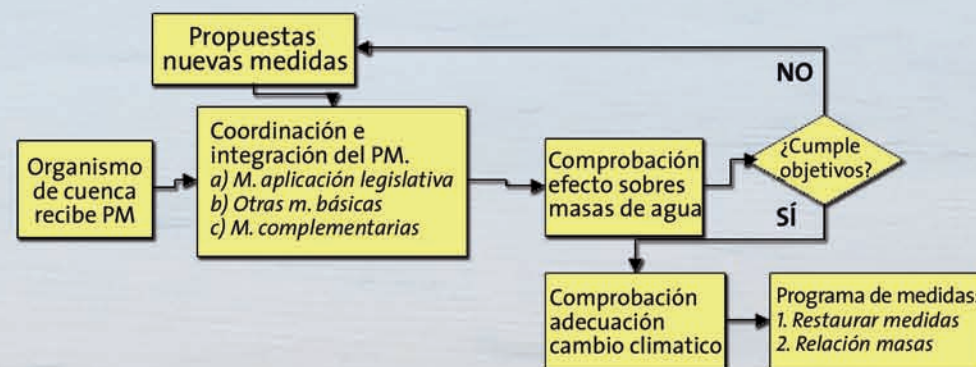 Propuestas
nuevas medidas
NO
Organismo
de cuenca
recibe PM
Coordinación e
integración del PM.
a) M. aplicación legislativa
b) Otras m. básicas
c) M. complementarias
Comprobación
efecto sobres
masas de agua
¿Cumple
objetivos?
SÍ
Comprobación
adecuación
cambio climatico
Programa de medidas:
1. Restaurar medidas
2. Relación masas